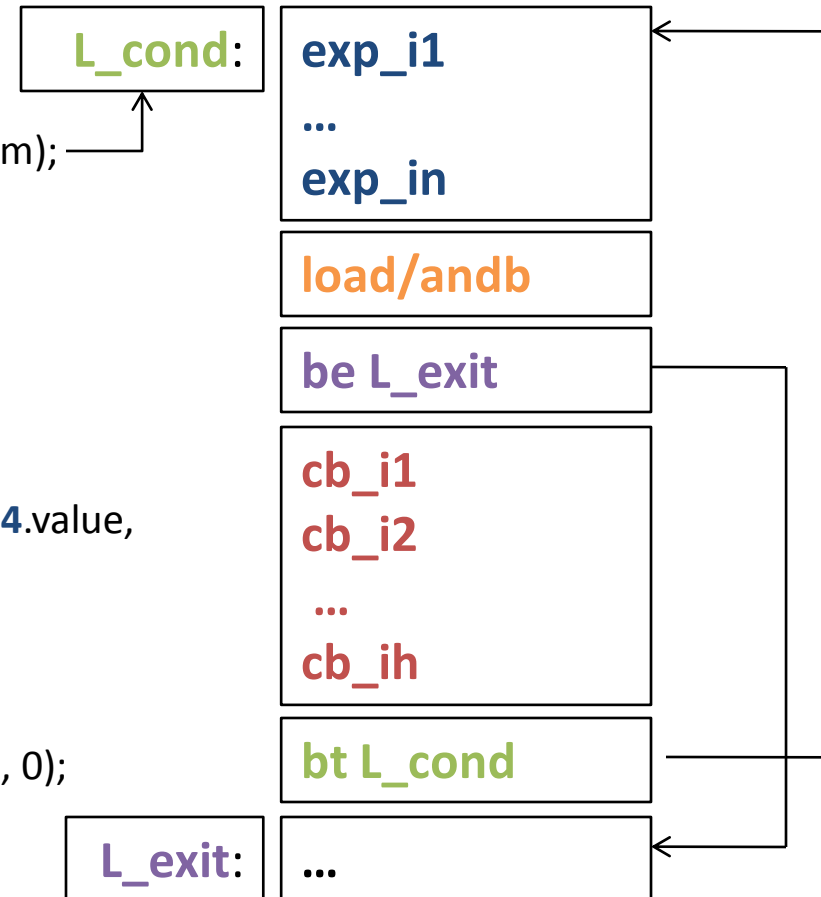 L_cond: exp_i1
…
m);
exp_in
load/andb
be L_exit
cb_i1
4.value,
cb_i2
…
cb_ih
, 0);
bt L_cond
L_exit: …